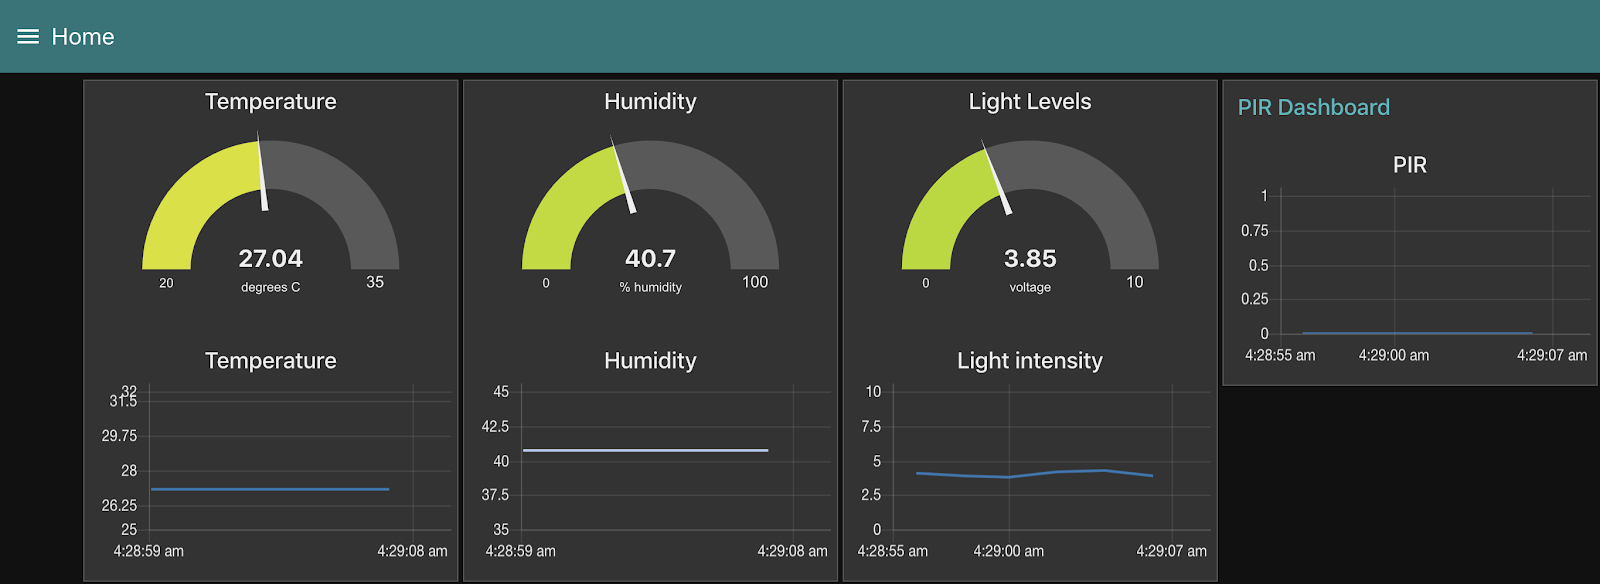 Home
Temperature
27.04
20
degrees C
35
Temperature
32
31.5
29.75
28
26.25
25
4:28:59 am
4:29:08 am
Humidity
40.7
0
% humidity
100
Humidity
45
42.5
40
37.5
35
4:28:59 am
4:29:08 am
Light Levels
3.85
0
voltage
10
Light intensity
10
7.5
5
2.5
0
4:28:55 am
4:29:00 am
4:29:07 am
PIR Dashboard
PIR
1
0.75
0.5
0.25
0
4:28:55 am
4:29:00 am
4:29:07 am